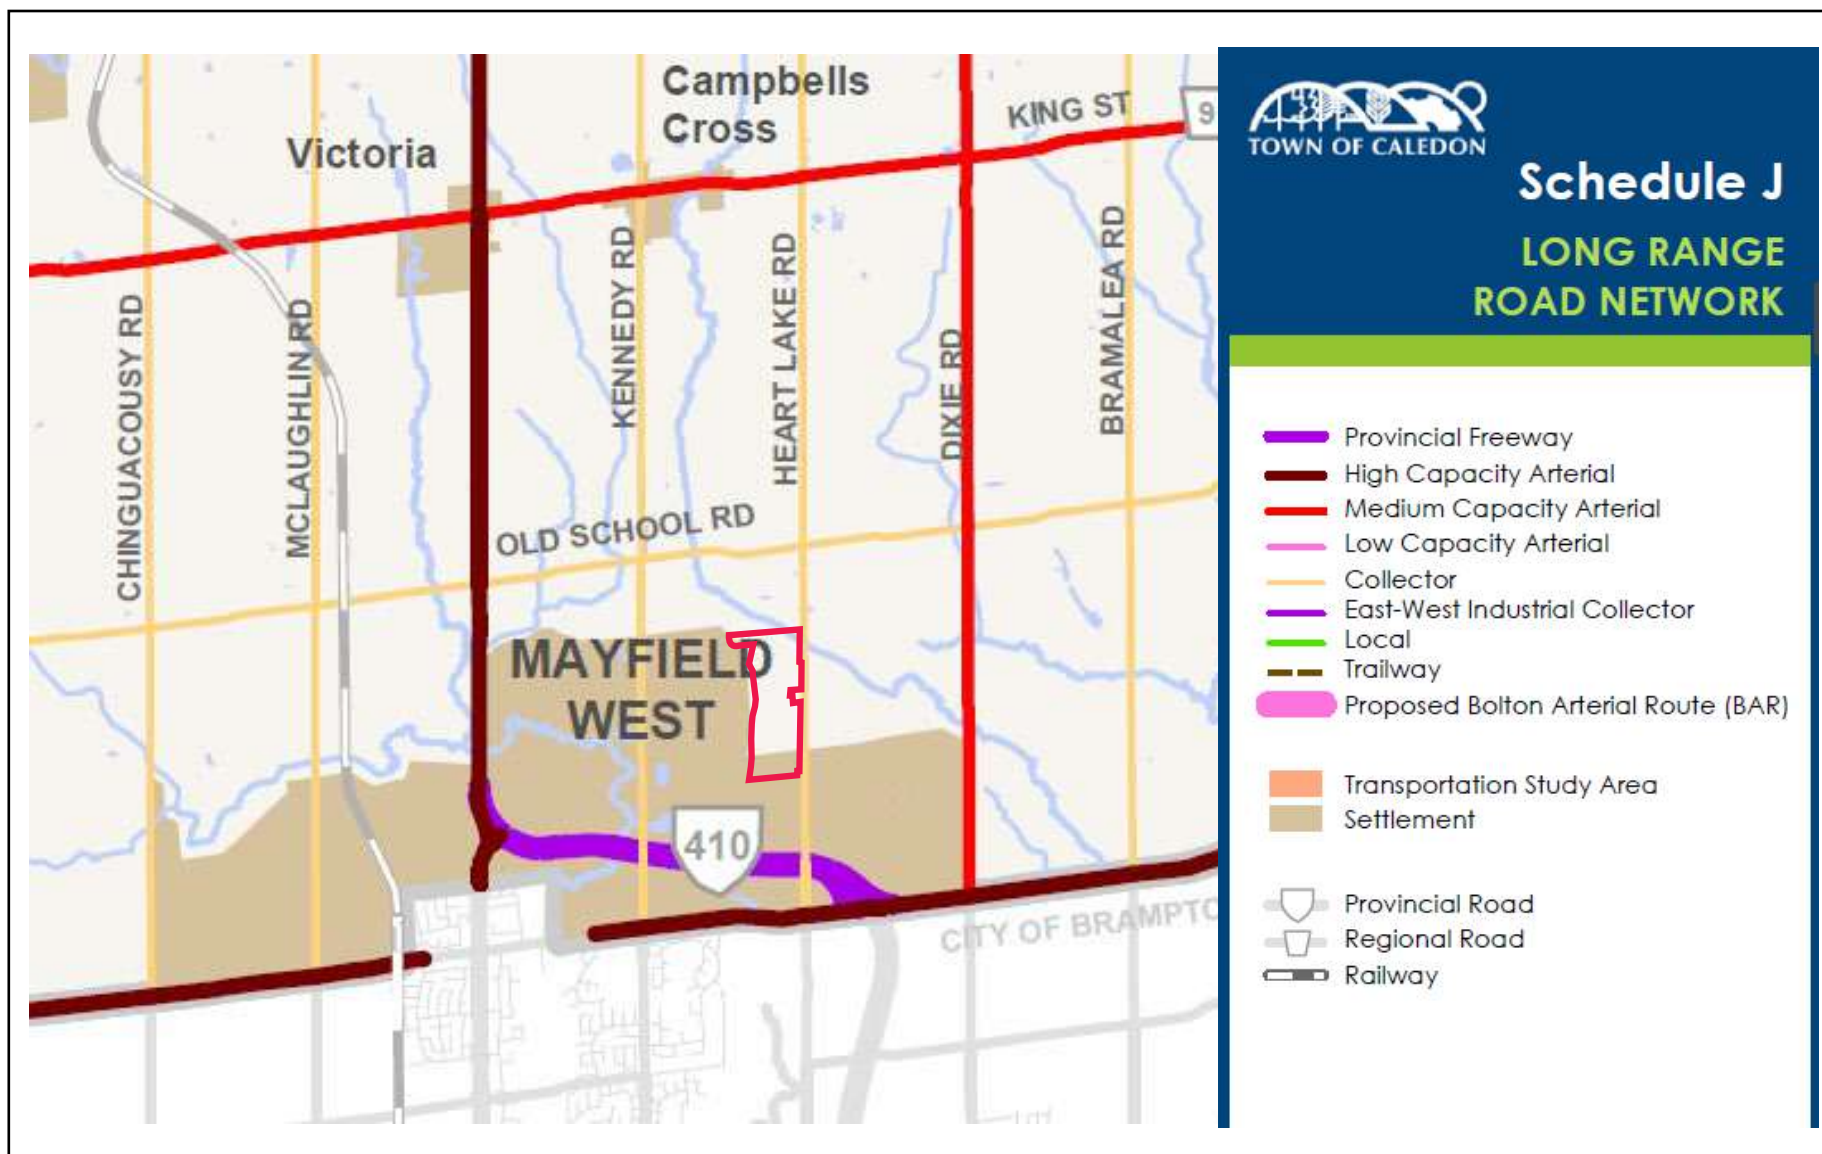 Campbells
Cross
KING ST
9
Victoria
CHINGUACOUSY RD
MCLAUGHLIN RD
KENNEDY RD
HEART LAKE RD
DIXIE RD
BRAMALEA RD
OLD SCHOOL RD
MAYFIELD
WEST
410
CITY OF BRAMPTO
TOWN OF CALEDON
Schedule J
LONG RANGE
ROAD NETWORK
Provincial Freeway
High Capacity Arterial
Medium Capacity Arterial
Low Capacity Arterial
Collector
East-West Industrial Collector
Local
Trailway
Proposed Bolton Arterial Route (BAR)
Transportation Study Area
Settlement
Provincial Road
Regional Road
Railway